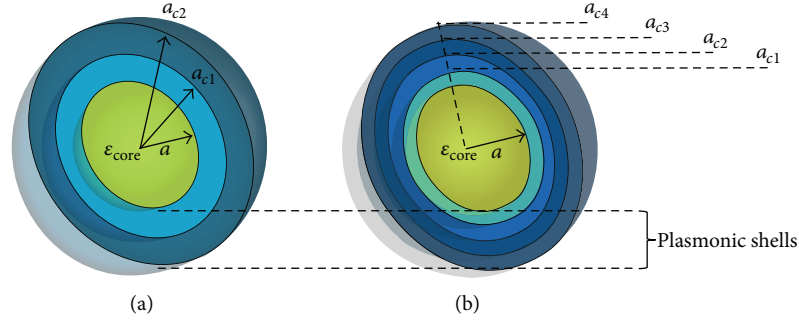 a_{c2}
a_{c1}
ε_{core}
a
a_{c4}
a_{c3}
a_{c2}
a_{c1}
ε_{core}
a
Plasmonic shells
(a)
(b)